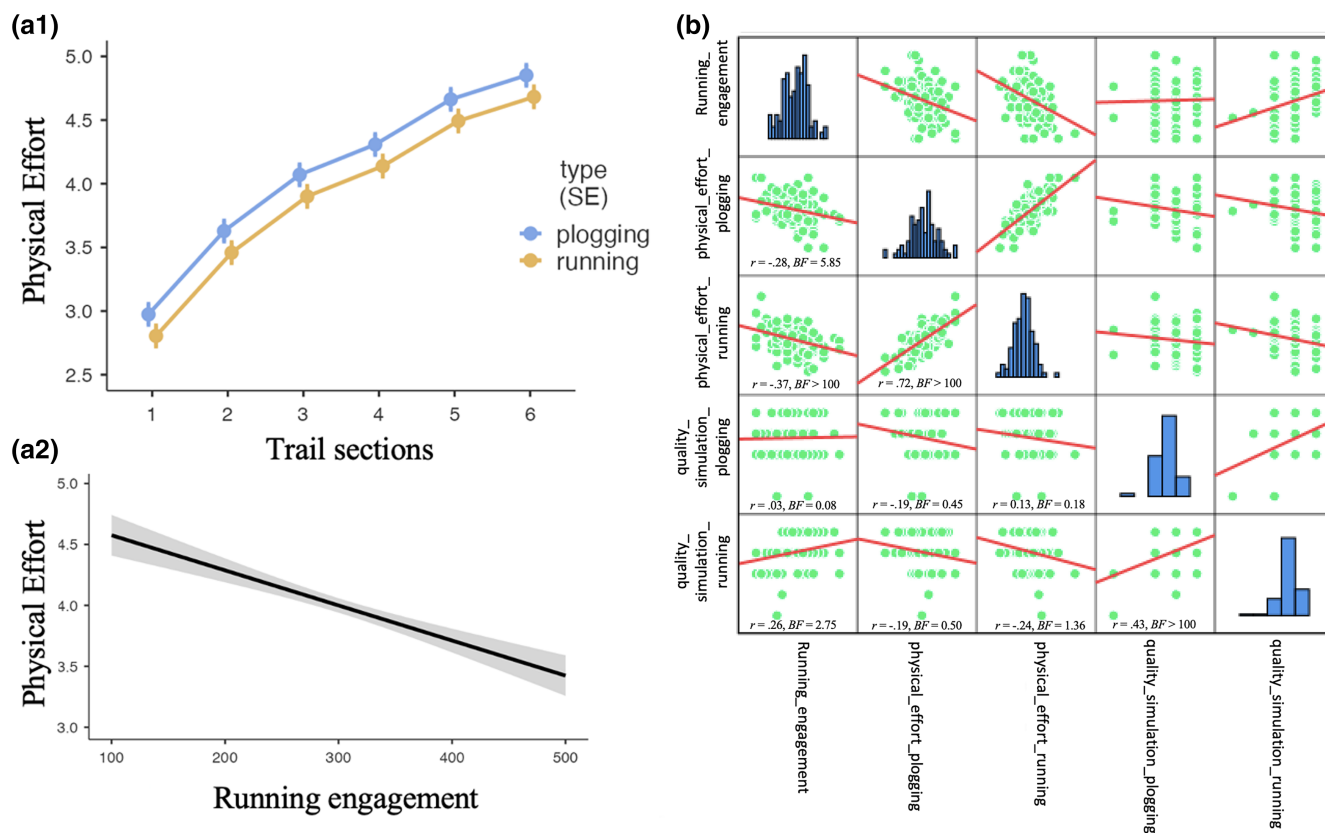 (a1)
Physical Effort
5.0
4.5
4.0
3.5
3.0
2.5
1 2 3 4 5 6
Trail sections
type
(SE)
plogging
running
(a2)
Physical Effort
5.0
4.5
4.0
3.5
3.0
100 200 300 400 500
Running engagement
(b)
Running_
engagement
physical_effort_
plogging
r = -.28, BF = 5.85
physical_effort_
running
r = -.37, BF > 100
r = .72, BF > 100
quality_
simulation_
plogging
r = .03, BF = 0.08
r = -.19, BF = 0.45
r = 0.13, BF = 0.18
quality_
simulation_
running
r = .26, BF = 2.75
r = -.19, BF = 0.50
r = -.24, BF = 1.36
r = .43, BF > 100
Running_engagement
physical_effort_plogging
physical_effort_running
quality_simulation_plogging
quality_simulation_running